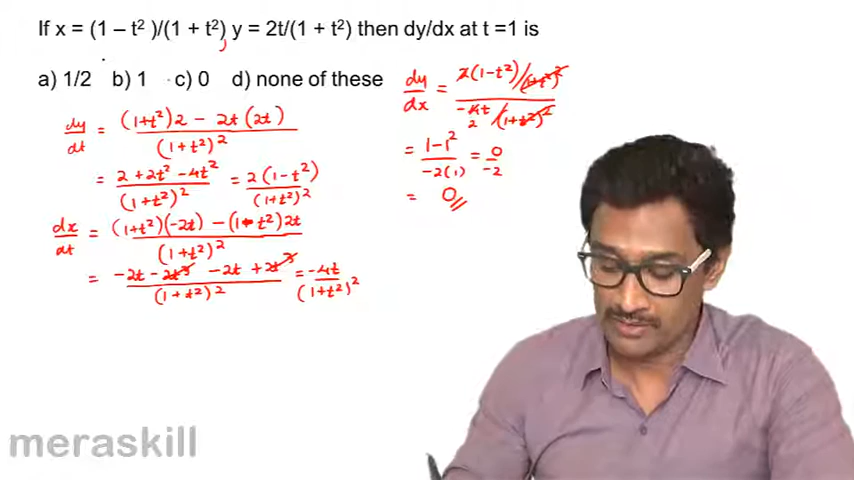 If x = (1 – t² )/(1 + t²), y = 2t/(1 + t²) then dy/dx at t =1 is
a) 1/2 b) 1 c) 0 d) none of these
dy/dt = (1+t²)2 - 2t(2t) / (1+t²)²
= 2+2t²-4t² / (1+t²)² = 2(1-t²) / (1+t²)²
dx/dt = (1+t²)(-2t) - (1-t²)2t / (1+t²)²
= -2t-2t³ -2t+2t³ / (1+t²)² = -4t / (1+t²)²
dy/dx = 2(1-t²)/(1+t²)² / -4t/(1+t²)²
2
= 1-1² / -2(1) = 0 / -2
= 0
meraskill